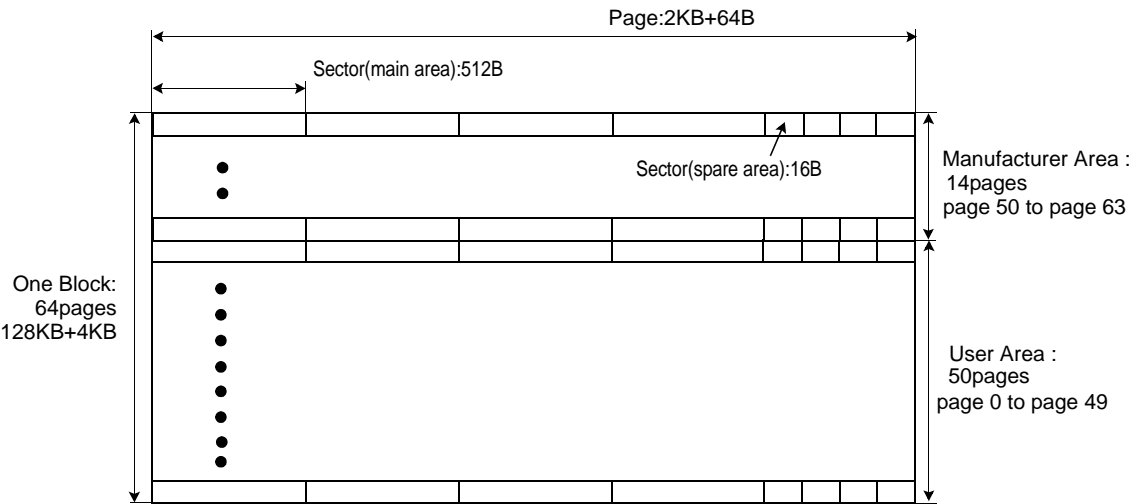 Page:2KB+64B
Sector(main area):512B
Sector(spare area):16B
Manufacturer Area :
14pages
page 50 to page 63
One Block:
64pages
128KB+4KB
User Area :
50pages
page 0 to page 49